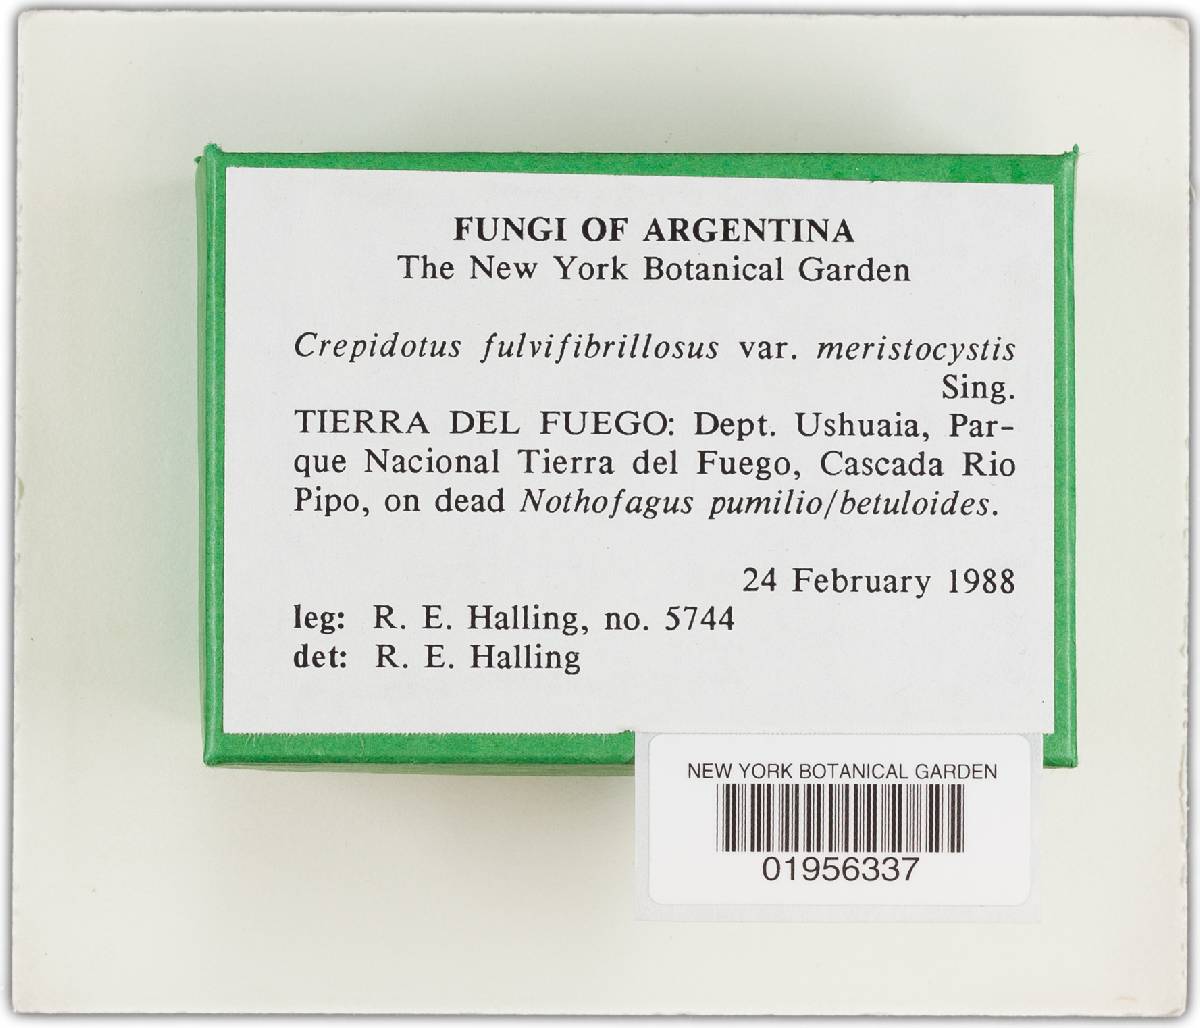 FUNGI OF ARGENTINA
The New York Botanical Garden
Crepidotus fulvifibrillosus var. meristocystis
Sing.
TIERRA DEL FUEGO: Dept. Ushuaia, Par-
que Nacional Tierra del Fuego, Cascada Rio
Pipo, on dead Nothofagus pumilio/betuloides.
24 February 1988
leg: R. E. Halling, no. 5744
det: R. E. Halling
NEW YORK BOTANICAL GARDEN
01956337